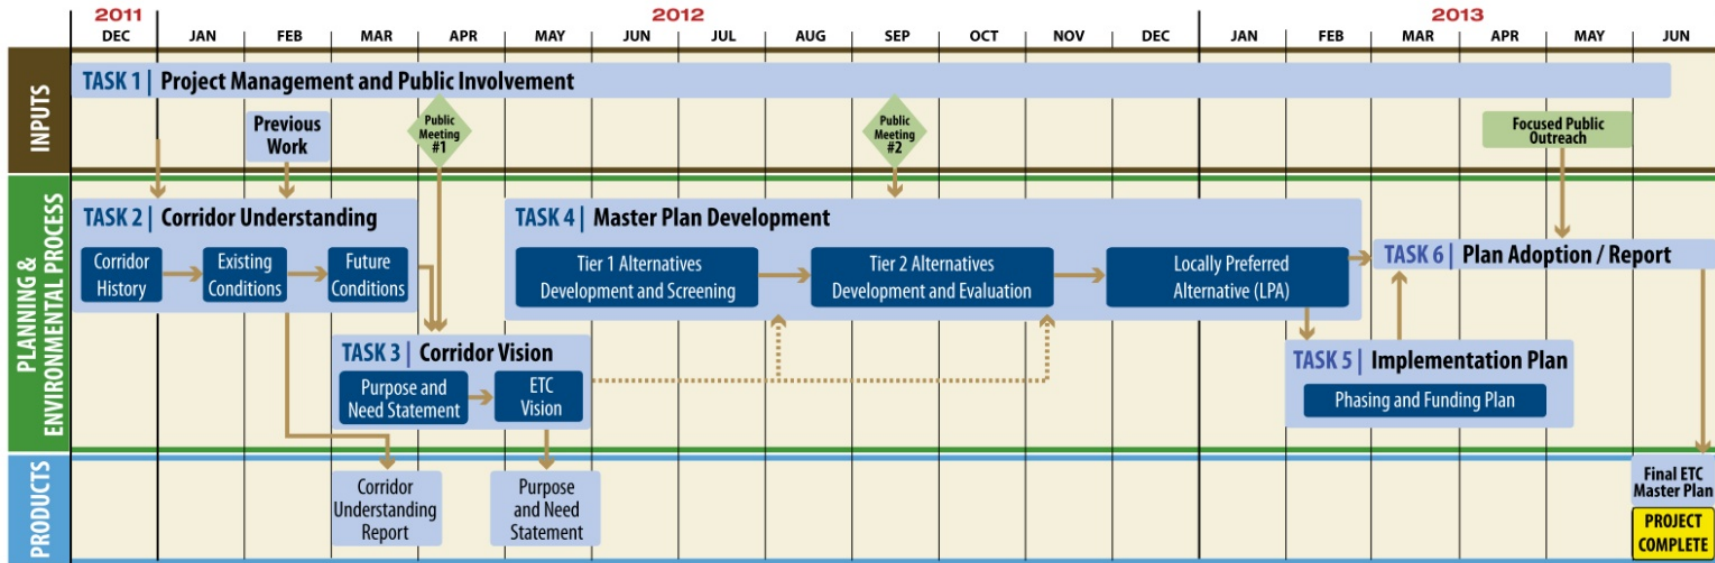 2011 2012 2013
DEC JAN FEB MAR APR MAY JUN JUL AUG SEP OCT NOV DEC JAN FEB MAR APR MAY JUN
INPUTS
TASK 1 | Project Management and Public Involvement
Previous
Work
Public
Meeting
#1
Public
Meeting
#2
Focused Public
Outreach
PLANNING &
ENVIRONMENTAL PROCESS
TASK 2 | Corridor Understanding
Corridor
History
Existing
Conditions
Future
Conditions
TASK 3 | Corridor Vision
Purpose and
Need Statement
ETC
Vision
TASK 4 | Master Plan Development
Tier 1 Alternatives
Development and Screening
Tier 2 Alternatives
Development and Evaluation
Locally Preferred
Alternative (LPA)
TASK 5 | Implementation Plan
Phasing and Funding Plan
TASK 6 | Plan Adoption / Report
PRODUCTS
Corridor
Understanding
Report
Purpose
and Need
Statement
Final ETC
Master Plan
PROJECT
COMPLETE